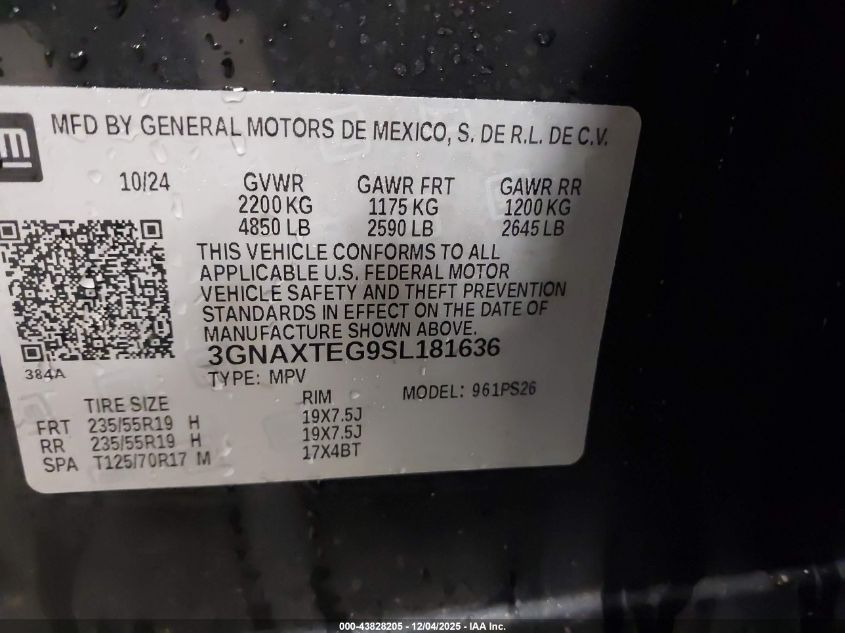 gm
MFD BY GENERAL MOTORS DE MEXICO, S. DE R.L. DE C.V.
10/24 GVWR GAWR FRT GAWR RR
2200 KG 1175 KG 1200 KG
4850 LB 2590 LB 2645 LB
THIS VEHICLE CONFORMS TO ALL
APPLICABLE U.S. FEDERAL MOTOR
VEHICLE SAFETY AND THEFT PREVENTION
STANDARDS IN EFFECT ON THE DATE OF
MANUFACTURE SHOWN ABOVE.
3GNAXTEG9SL181636
384A
TYPE: MPV MODEL: 961PS26
TIRE SIZE RIM
FRT 235/55R19 H 19X7.5J
RR 235/55R19 H 19X7.5J
SPA T125/70R17 M 17X4BT
000-43828205 - 12/04/2025 - IAA Inc.